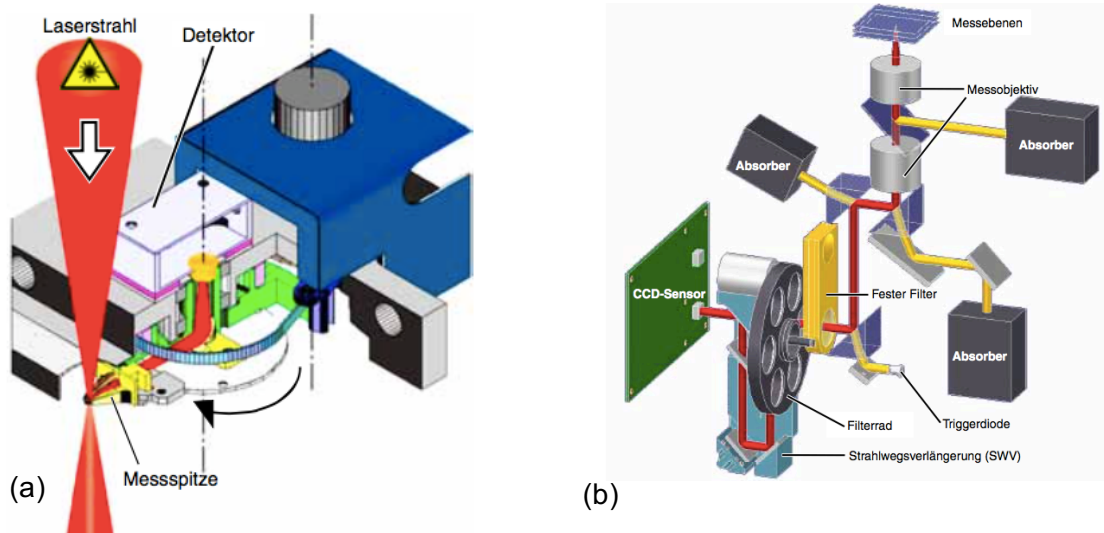 Laserstrahl
Detektor
Messspitze
(a)
Messebenen
Messobjektiv
Absorber
Absorber
CCD-Sensor
Fester Filter
Absorber
Triggerdiode
Filterrad
Strahlwegsverlängerung (SWV)
(b)